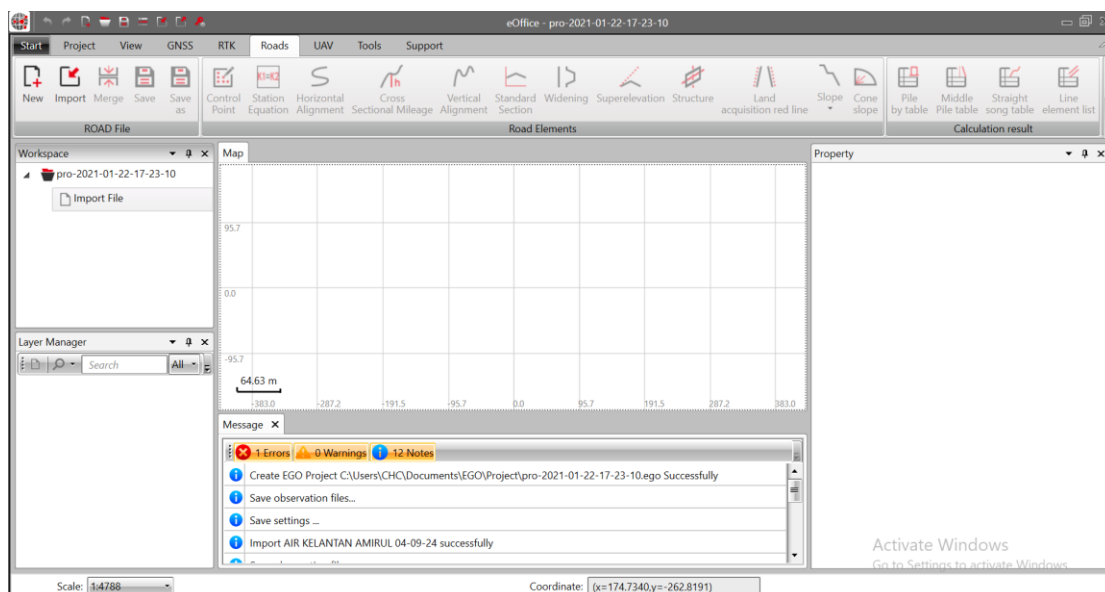 eOffice - pro-2021-01-22-17-23-10
Start Project View GNSS RTK Roads UAV Tools Support
New Import Merge Save Save as
ROAD File
Control Point Station Equation Horizontal Alignment Cross Sectional Mileage Vertical Alignment Standard Section Widening Superelevation Structure Land acquisition red line Slope Cone slope
K1=K2
Road Elements
Pile by table Middle Pile table Straight song table Line element list
Calculation result
Workspace
pro-2021-01-22-17-23-10
Import File
Layer Manager
Search All
Map
95.7
0.0
-95.7
64.63 m
-383.0 -287.2 -191.5 -95.7 0.0 95.7 191.5 287.2 383.0
Message
1 Errors 0 Warnings 12 Notes
Create EGO Project C:\Users\CHC\Documents\EGO\Project\pro-2021-01-22-17-23-10.ego Successfully
Save observation files...
Save settings ...
Import AIR KELANTAN AMIRUL 04-09-24 successfully
Property
Activate Windows
Go to Settings to activate Windows.
Scale: 1:4788
Coordinate: (x=174.7340,y=-262.8191)